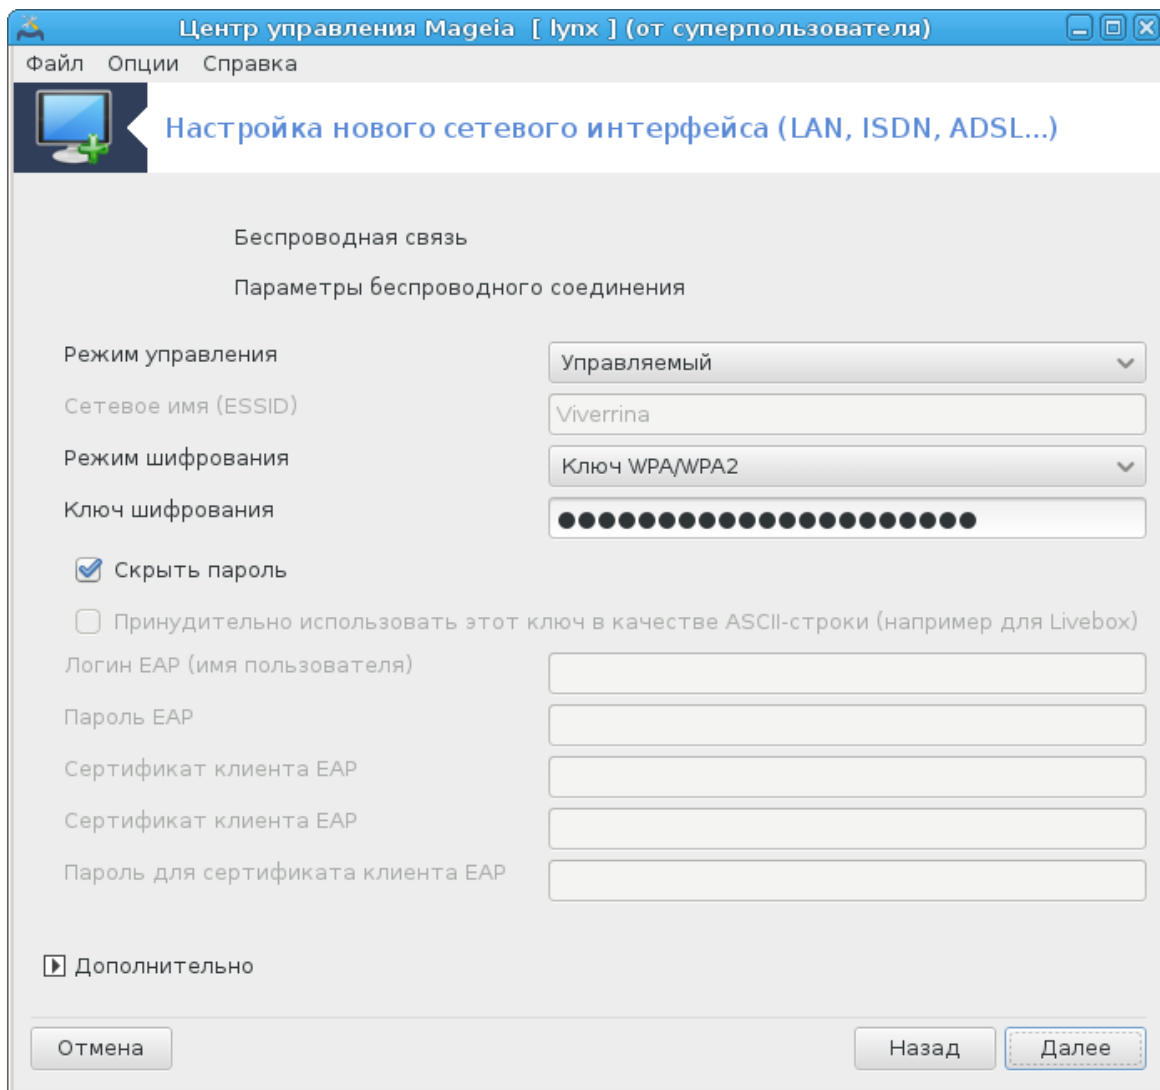 Центр управления Mageia [ lynx ] (от суперпользователя)
Файл Опции Справка
Настройка нового сетевого интерфейса (LAN, ISDN, ADSL...)
Беспроводная связь
Параметры беспроводного соединения
Режим управления Управляемый
Сетевое имя (ESSID) Viverrina
Режим шифрования Ключ WPA/WPA2
Ключ шифрования ●●●●●●●●●●●●●●●●●●●●●
Скрыть пароль
Принудительно использовать этот ключ в качестве ASCII-строки (например для Livebox)
Логин EAP (имя пользователя)
Пароль EAP
Сертификат клиента EAP
Сертификат клиента EAP
Пароль для сертификата клиента EAP
Дополнительно
Отмена Назад Далее